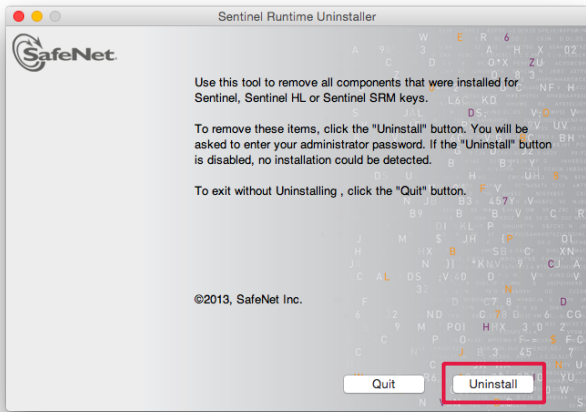 Sentinel Runtime Uninstaller
SafeNet.
Use this tool to remove all components that were installed for
Sentinel, Sentinel HL or Sentinel SRM keys.
To remove these items, click the "Uninstall" button. You will be
asked to enter your administrator password. If the "Uninstall" button
is disabled, no installation could be detected.
To exit without Uninstalling , click the "Quit" button.
©2013, SafeNet Inc.
Quit
Uninstall